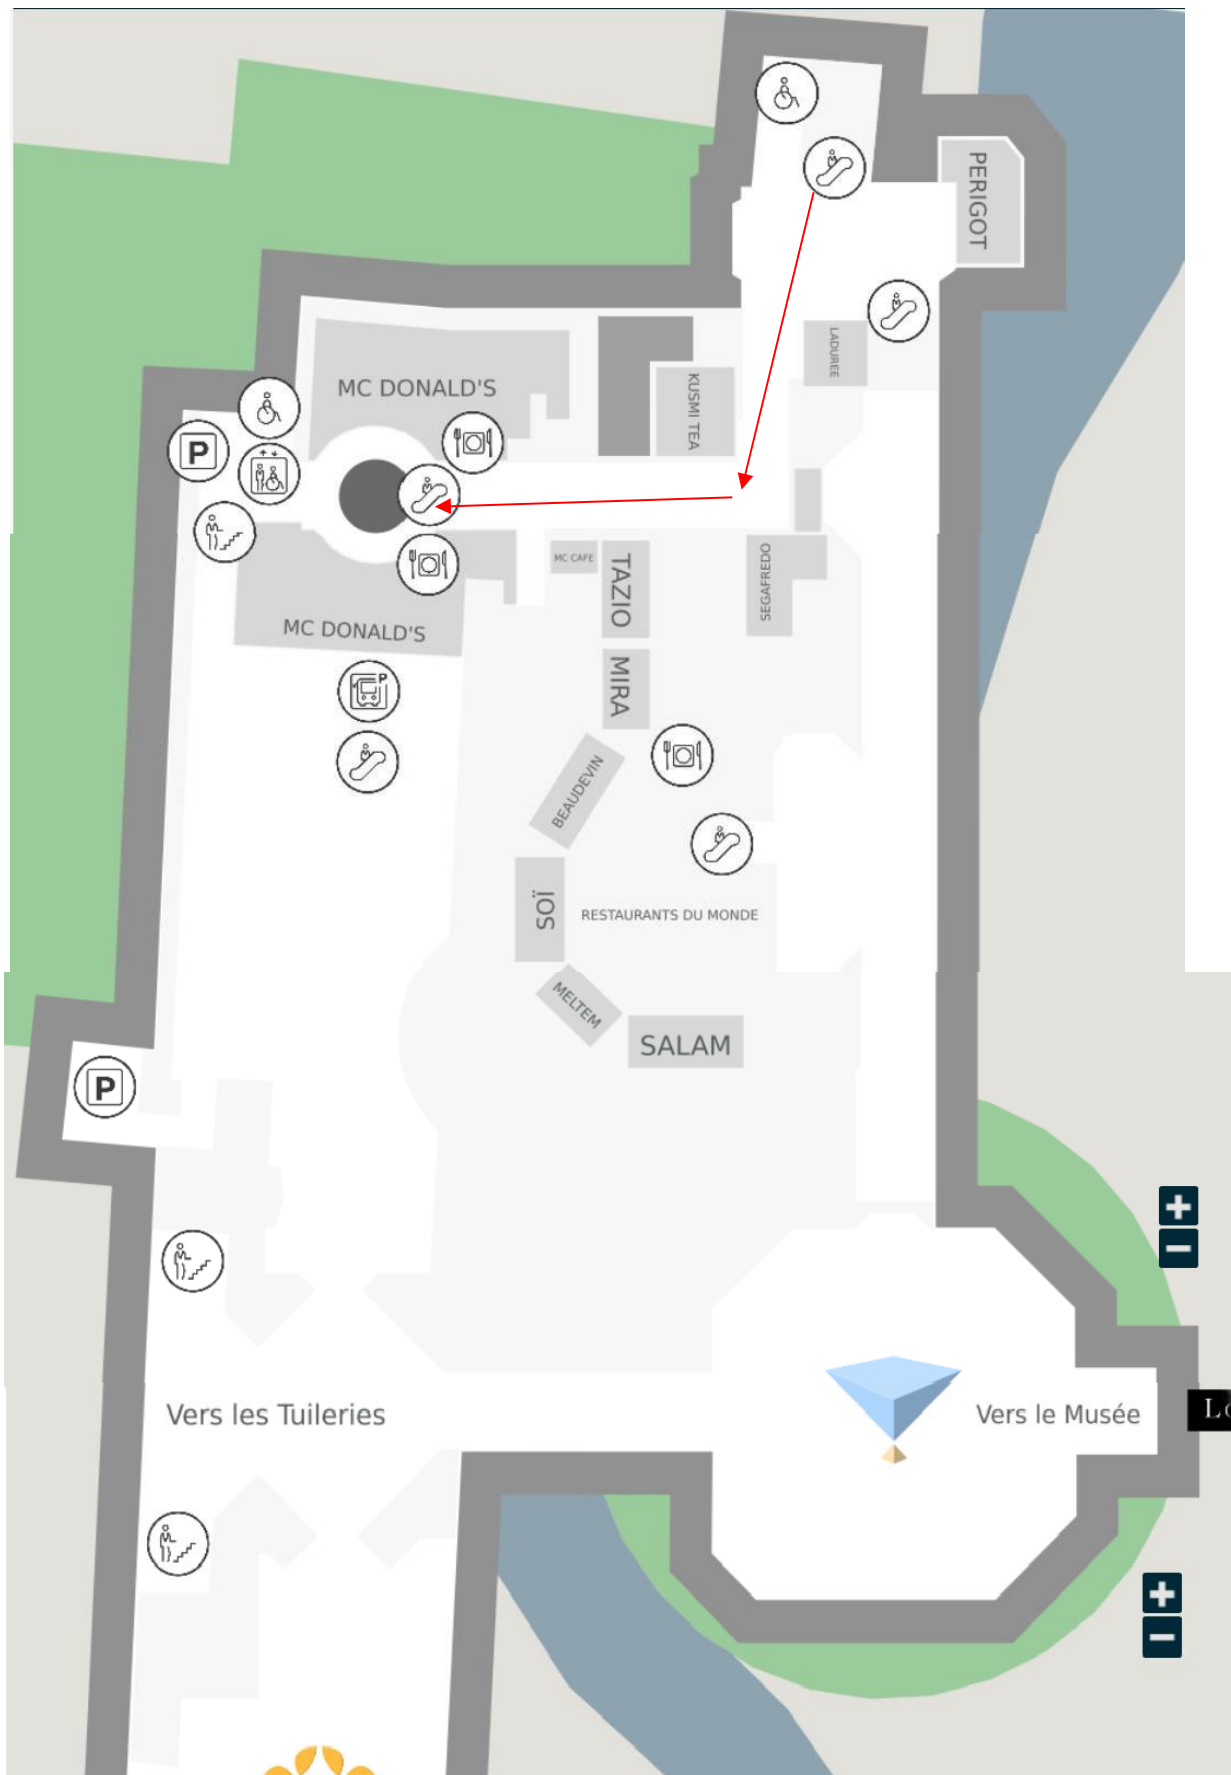 PERIGOT
LADUREE
MC DONALD'S
KUSMI TEA
P
MC CAFE
TAZIO
SEGAFREDO
MC DONALD'S
MIRA
P
BEAUDEVIN
SOÏ
RESTAURANTS DU MONDE
MELTEM
SALAM
P
+
-
Vers les Tuileries
Vers le Musée
+
-